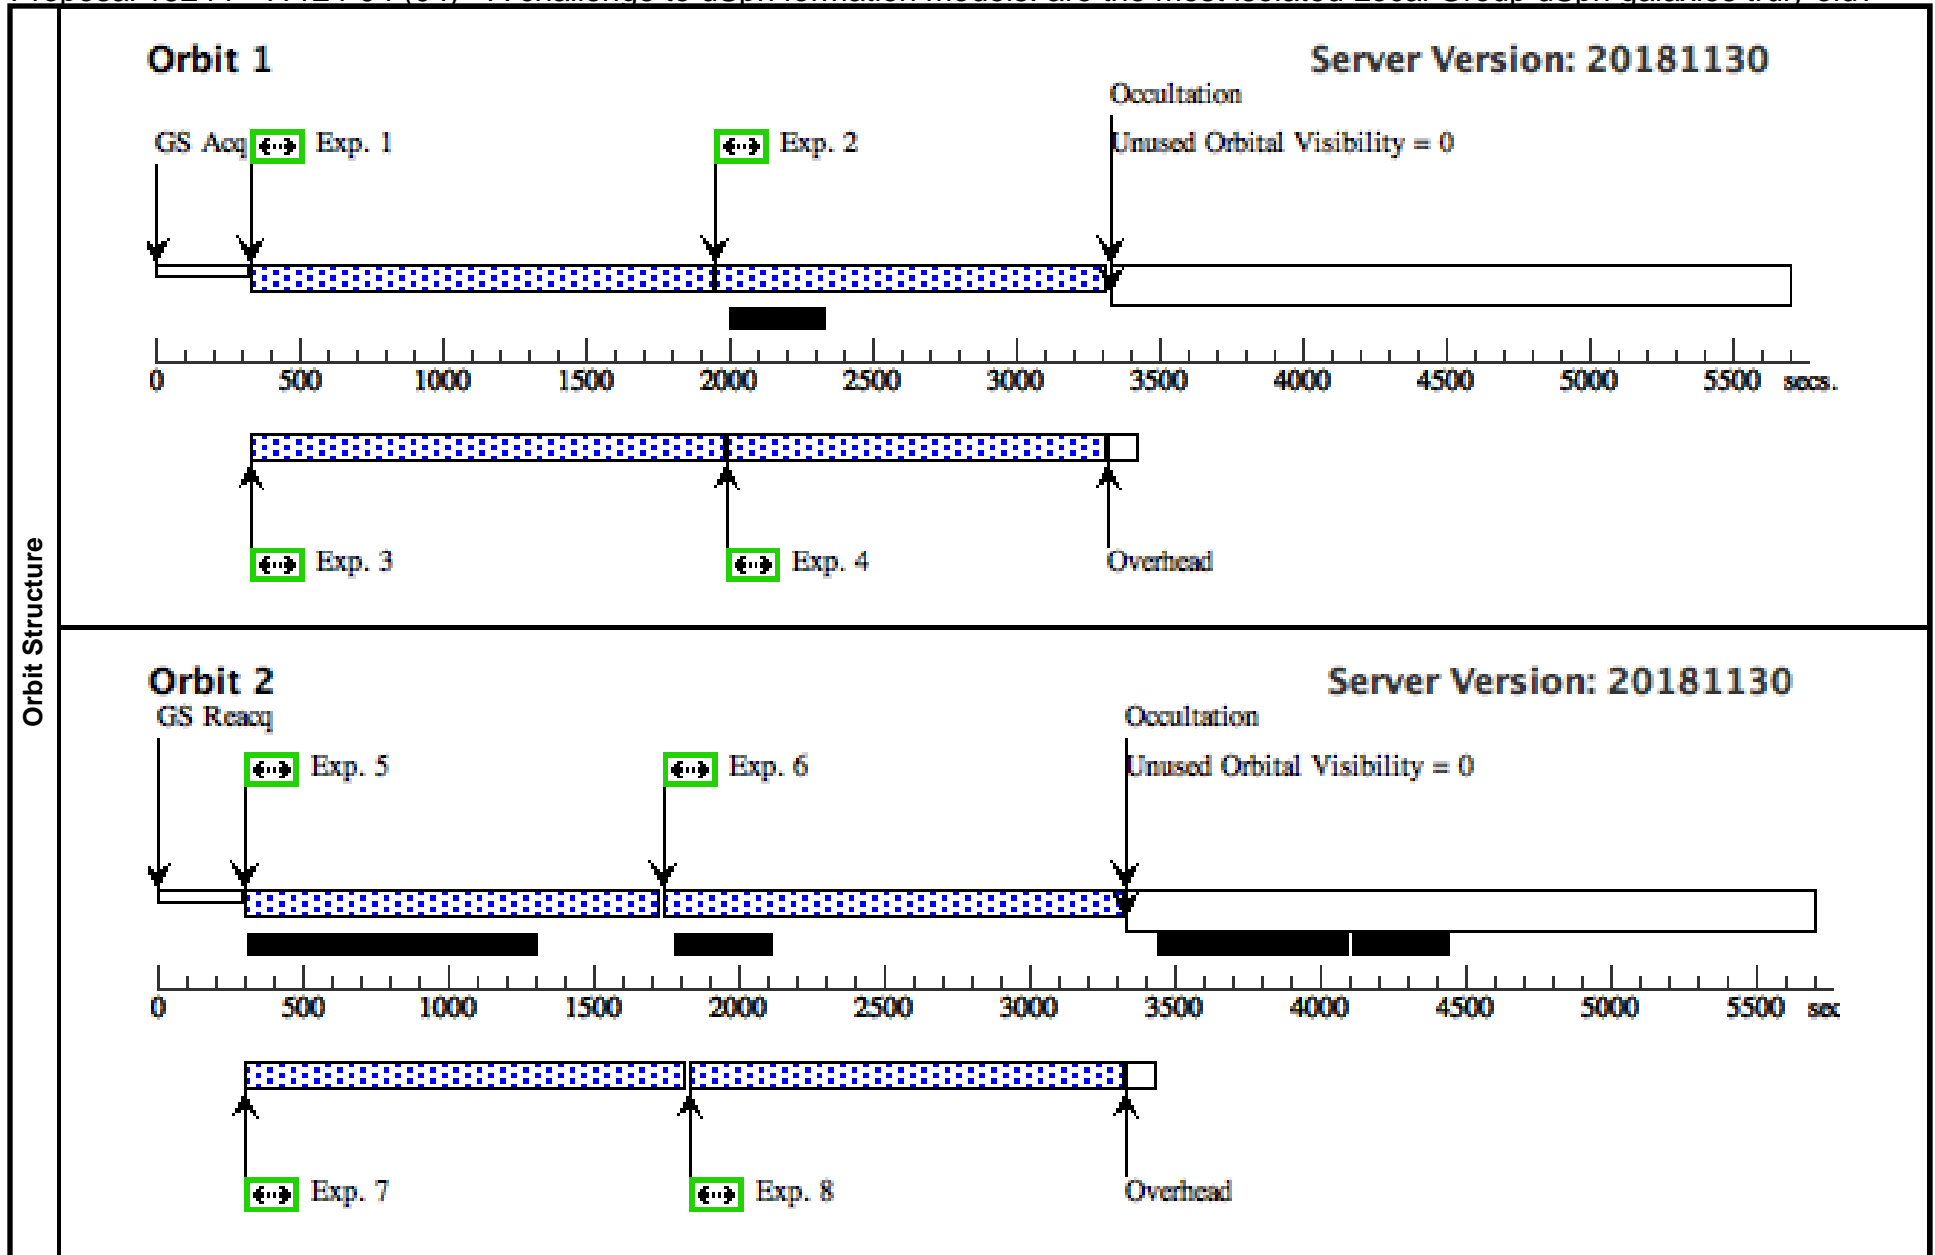 Orbit Structure
Orbit 1
Server Version: 20181130
Occultation
GS Acq Exp. 1 Exp. 2 Unused Orbital Visibility = 0
0 500 1000 1500 2000 2500 3000 3500 4000 4500 5000 5500 secs.
Exp. 3 Exp. 4 Overhead
Orbit 2
Server Version: 20181130
GS Reacq Occultation
Exp. 5 Exp. 6 Unused Orbital Visibility = 0
0 500 1000 1500 2000 2500 3000 3500 4000 4500 5000 5500 sec
Exp. 7 Exp. 8 Overhead